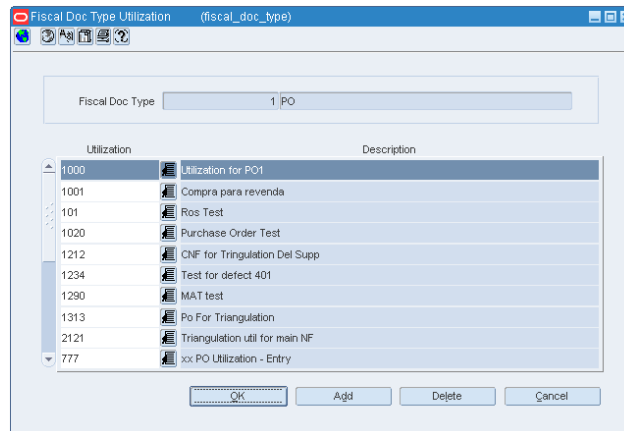 Fiscal Doc Type Utilization (fiscal_doc_type)
Fiscal Doc Type 1 PO
Utilization Description
1000 Utilization for PO1
1001 Compra para revenda
101 Ros Test
1020 Purchase Order Test
1212 CNF for Tringulation Del Supp
1234 Test for defect 401
1290 MAT test
1313 Po For Triangulation
2121 Triangulation util for main NF
777 xx PO Utilization - Entry
OK Add Delete Cancel